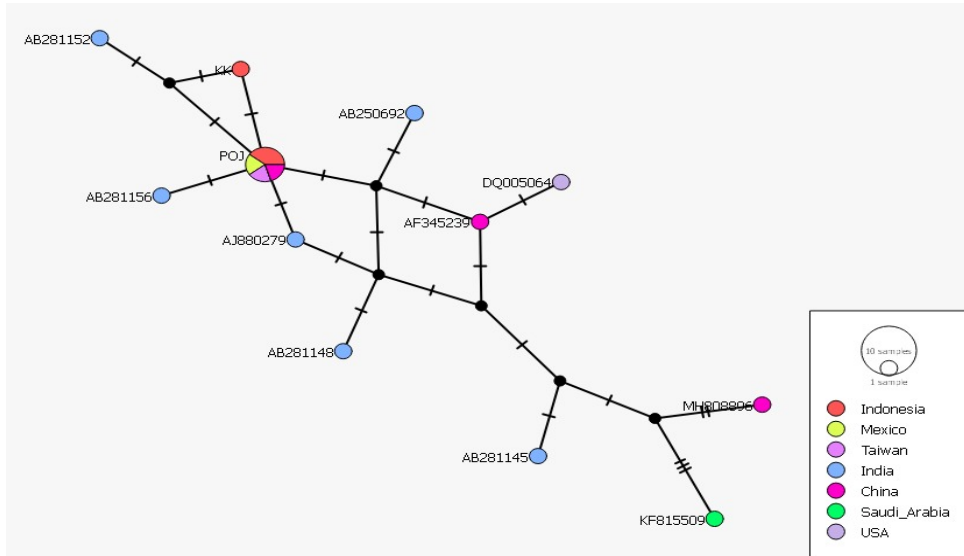 AB281152
KK
AB250692
POJ
DQ005064
AB281156
AF345239
AJ880279
AB281148
MH808896
AB281145
KF815509
10 samples
1 sample
Indonesia
Mexico
Taiwan
India
China
Saudi_Arabia
USA